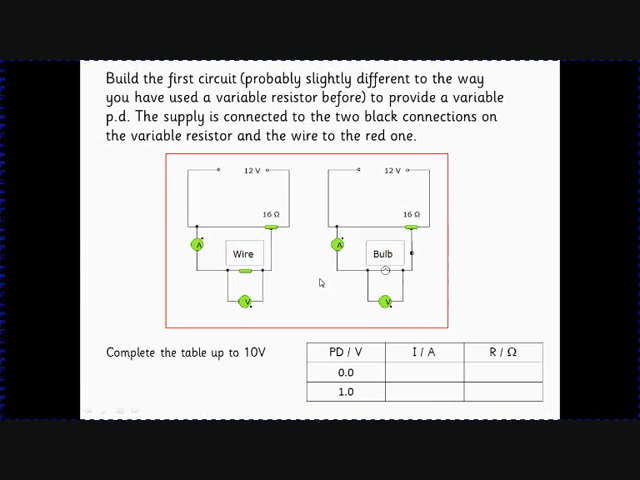 Build the first circuit (probably slightly different to the way
you have used a variable resistor before) to provide a variable
p.d. The supply is connected to the two black connections on
the variable resistor and the wire to the red one.
12 V 12 V
16 Ω 16 Ω
A A
Wire Bulb
V V
Complete the table up to 10V
PD / V I / A R / Ω
0.0
1.0